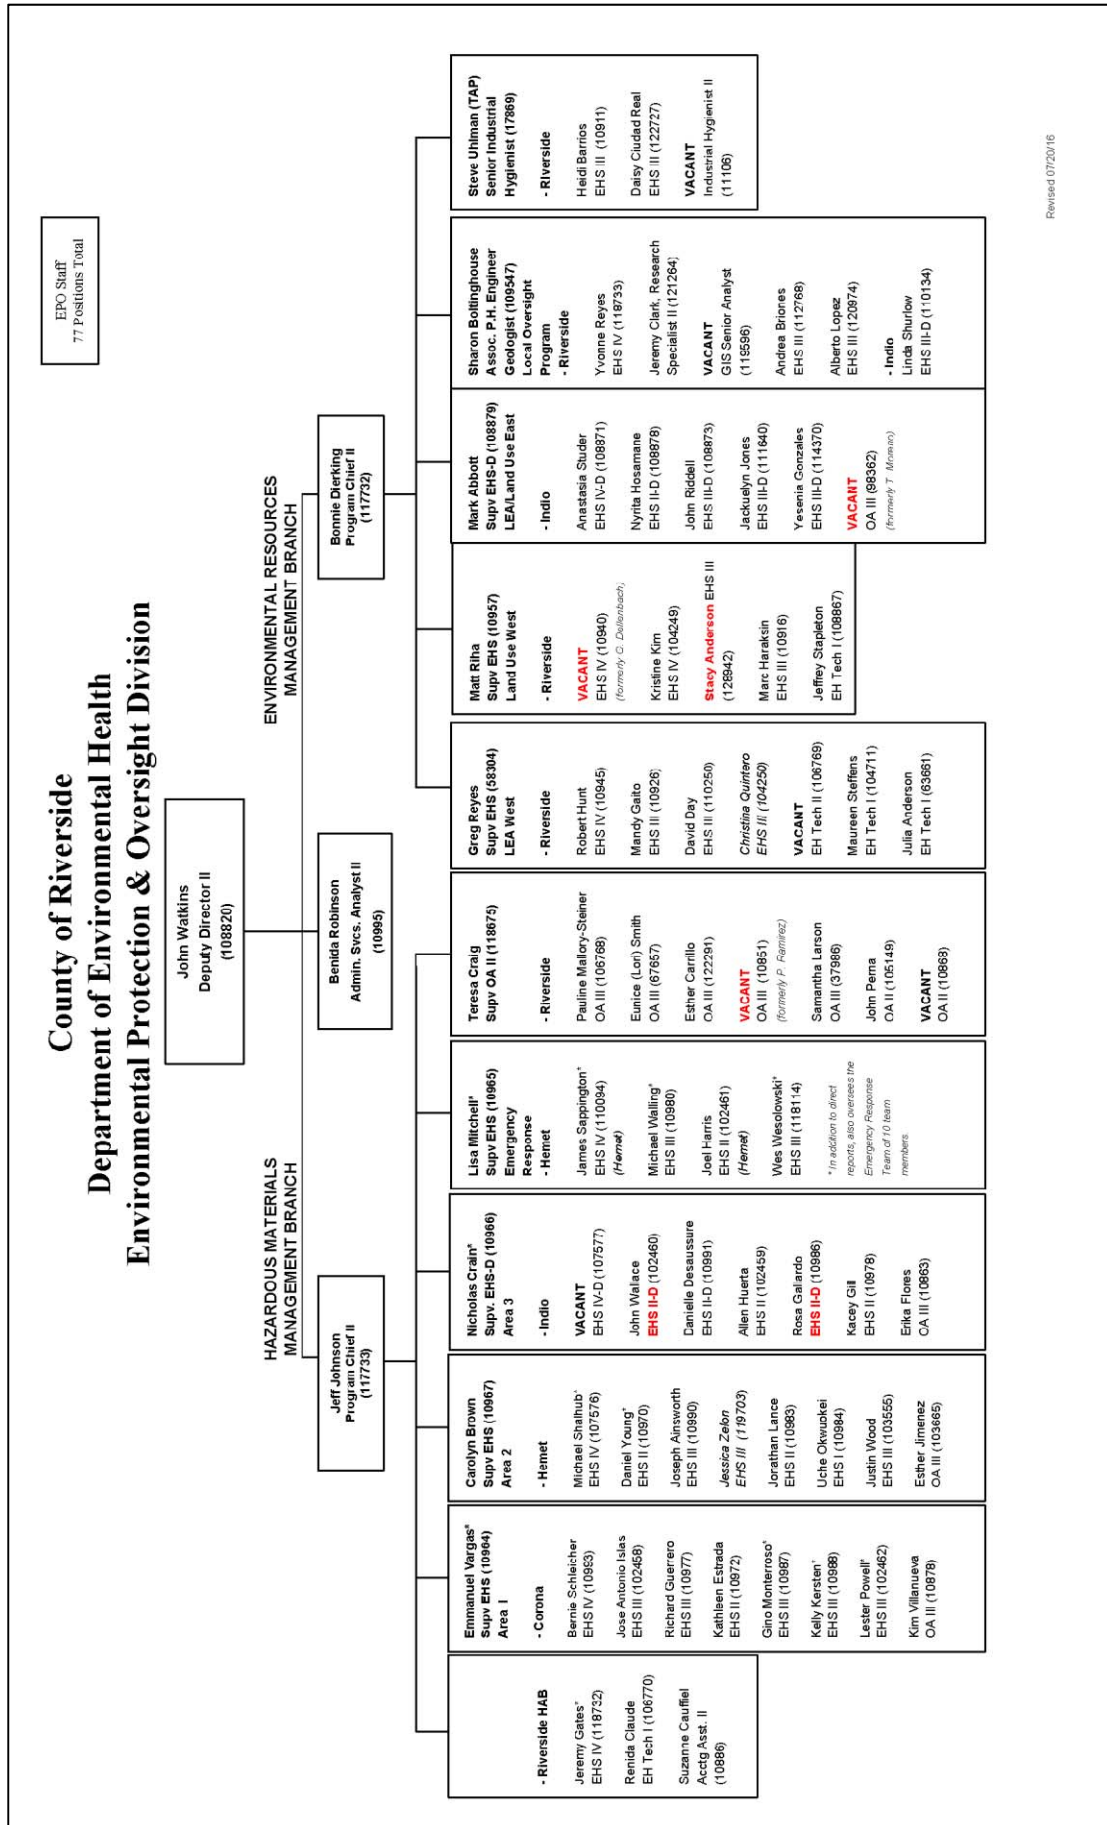 County of Riverside
Department of Environmental Health
Environmental Protection & Oversight Division
EPO Staff
77 Positions Total
John Watkins
Deputy Director II
(108820)
Benida Robinson
Admin. Svcs. Analyst II
(10995)
HAZARDOUS MATERIALS
MANAGEMENT BRANCH
Jeff Johnson
Program Chief II
(117733)
ENVIRONMENTAL RESOURCES
MANAGEMENT BRANCH
Bonnie Dierking
Program Chief II
(117732)
- Riverside HAB
Jeremy Gates*
EHS IV (118732)
Renida Claude
EH Tech I (106770)
Suzanne Cauffiel
Acctg Asst. II
(10886)
Emmanuel Vargas*
Supv EHS (10964)
Area I
- Corona
Bernie Schleicher
EHS IV (10993)
Jose Antonio Islas
EHS III (102458)
Richard Guerrero
EHS III (10977)
Kathleen Estrada
EHS II (10972)
Gino Monterroso*
EHS III (10987)
Kelly Kersten*
EHS III (10988)
Lester Powell*
EHS III (102462)
Kim Villanueva
OA III (10878)
Carolyn Brown
Supv EHS (10967)
Area 2
- Hemet
Michael Shalhub*
EHS IV (107576)
Daniel Young*
EHS II (10970)
Joseph Ainsworth
EHS III (10990)
Jessica Zelon
EHS III (119703)
Jonathan Lance
EHS II (10983)
Uche Okwuokei
EHS I (10984)
Justin Wood
EHS III (103555)
Esther Jimenez
OA III (103665)
Nicholas Crain*
Supv. EHS-D (10966)
Area 3
- Indio
VACANT
EHS IV-D (107577)
John Wallace
EHS II-D (102460)
Danielle Desaussure
EHS II-D (10991)
Allen Huerta
EHS II (102459)
Rosa Gallardo
EHS II-D (10986)
Kacey Gill
EHS II (10978)
Erika Flores
OA III (10863)
Lisa Mitchell*
Supv EHS (10965)
Emergency
Response
- Hemet
James Sappington*
EHS IV (110094)
(Hemet)
Michael Walling*
EHS III (10980)
Joel Harris
EHS II (102461)
(Hemet)
Wes Wesolowski*
EHS III (118114)
* In addition to direct
reports, also oversees the
Emergency Response
Team of 10 team
members.
Teresa Craig
Supv OA II (118675)
- Riverside
Pauline Mallory-Steiner
OA III (106768)
Eunice (Lori) Smith
OA III (67657)
Esther Carrillo
OA III (122291)
VACANT
OA III (10851)
(formerly P. Ramirez)
Samantha Larson
OA III (37986)
John Perna
OA II (105149)
VACANT
OA II (10868)
Greg Reyes
Supv EHS (58304)
LEA West
- Riverside
Robert Hunt
EHS IV (10945)
Mandy Gaito
EHS III (10926)
David Day
EHS III (110250)
Christina Quintero
EHS III (104250)
VACANT
EH Tech II (106769)
Maureen Steffens
EH Tech I (104711)
Julia Anderson
EH Tech I (63661)
Matt Riha
Supv EHS (10957)
Land Use West
- Riverside
VACANT
EHS IV (10940)
(formerly G. Dellenbach)
Kristine Kim
EHS IV (104249)
Stacy Anderson EHS III
(128942)
Marc Haraksin
EHS III (10916)
Jeffrey Stapleton
EH Tech I (108867)
Mark Abbott
Supv EHS-D (108879)
LEA/Land Use East
- Indio
Anastasia Studer
EHS IV-D (108871)
Nyrita Hosamane
EHS II-D (108878)
John Riddell
EHS III-D (108873)
Jackuelyn Jones
EHS III-D (111640)
Yesenia Gonzales
EHS III-D (114370)
VACANT
OA III (98362)
(formerly T. Morman)
Sharon Boltinghouse
Assoc. P.H. Engineer
Geologist (109547)
Local Oversight
Program
- Riverside
Yvonne Reyes
EHS IV (118733)
Jeremy Clark, Research
Specialist II (121264)
VACANT
GIS Senior Analyst
(119596)
Andrea Briones
EHS III (112768)
Alberto Lopez
EHS III (120974)
- Indio
Linda Shurlow
EHS III-D (110134)
Steve Uhlman (TAP)
Senior Industrial
Hygienist (17869)
- Riverside
Heidi Barrios
EHS III (10911)
Daisy Ciudad Real
EHS III (122727)
VACANT
Industrial Hygienist II
(11106)
Revised 07/20/16